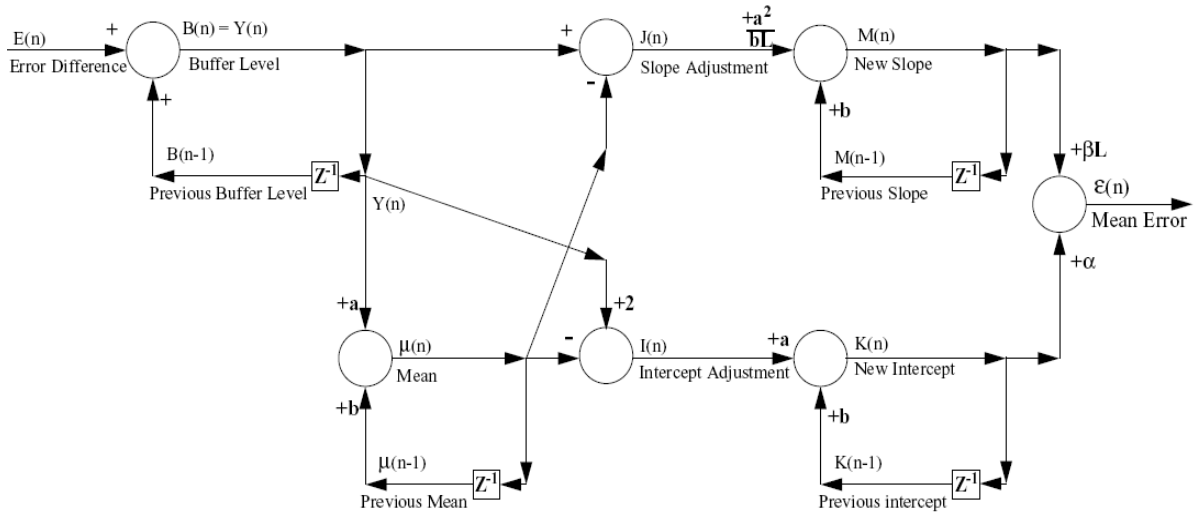 E(n)
+
Error Difference
B(n) = Y(n)
Buffer Level
+
B(n-1)
Previous Buffer Level
Z⁻¹
Y(n)
+
-
J(n)
Slope Adjustment
+a²
bL
M(n)
New Slope
+b
M(n-1)
Previous Slope
Z⁻¹
+βL
ε(n)
Mean Error
+α
+a
μ(n)
Mean
+b
μ(n-1)
Previous Mean
Z⁻¹
+2
-
I(n)
Intercept Adjustment
+a
K(n)
New Intercept
+b
K(n-1)
Previous intercept
Z⁻¹